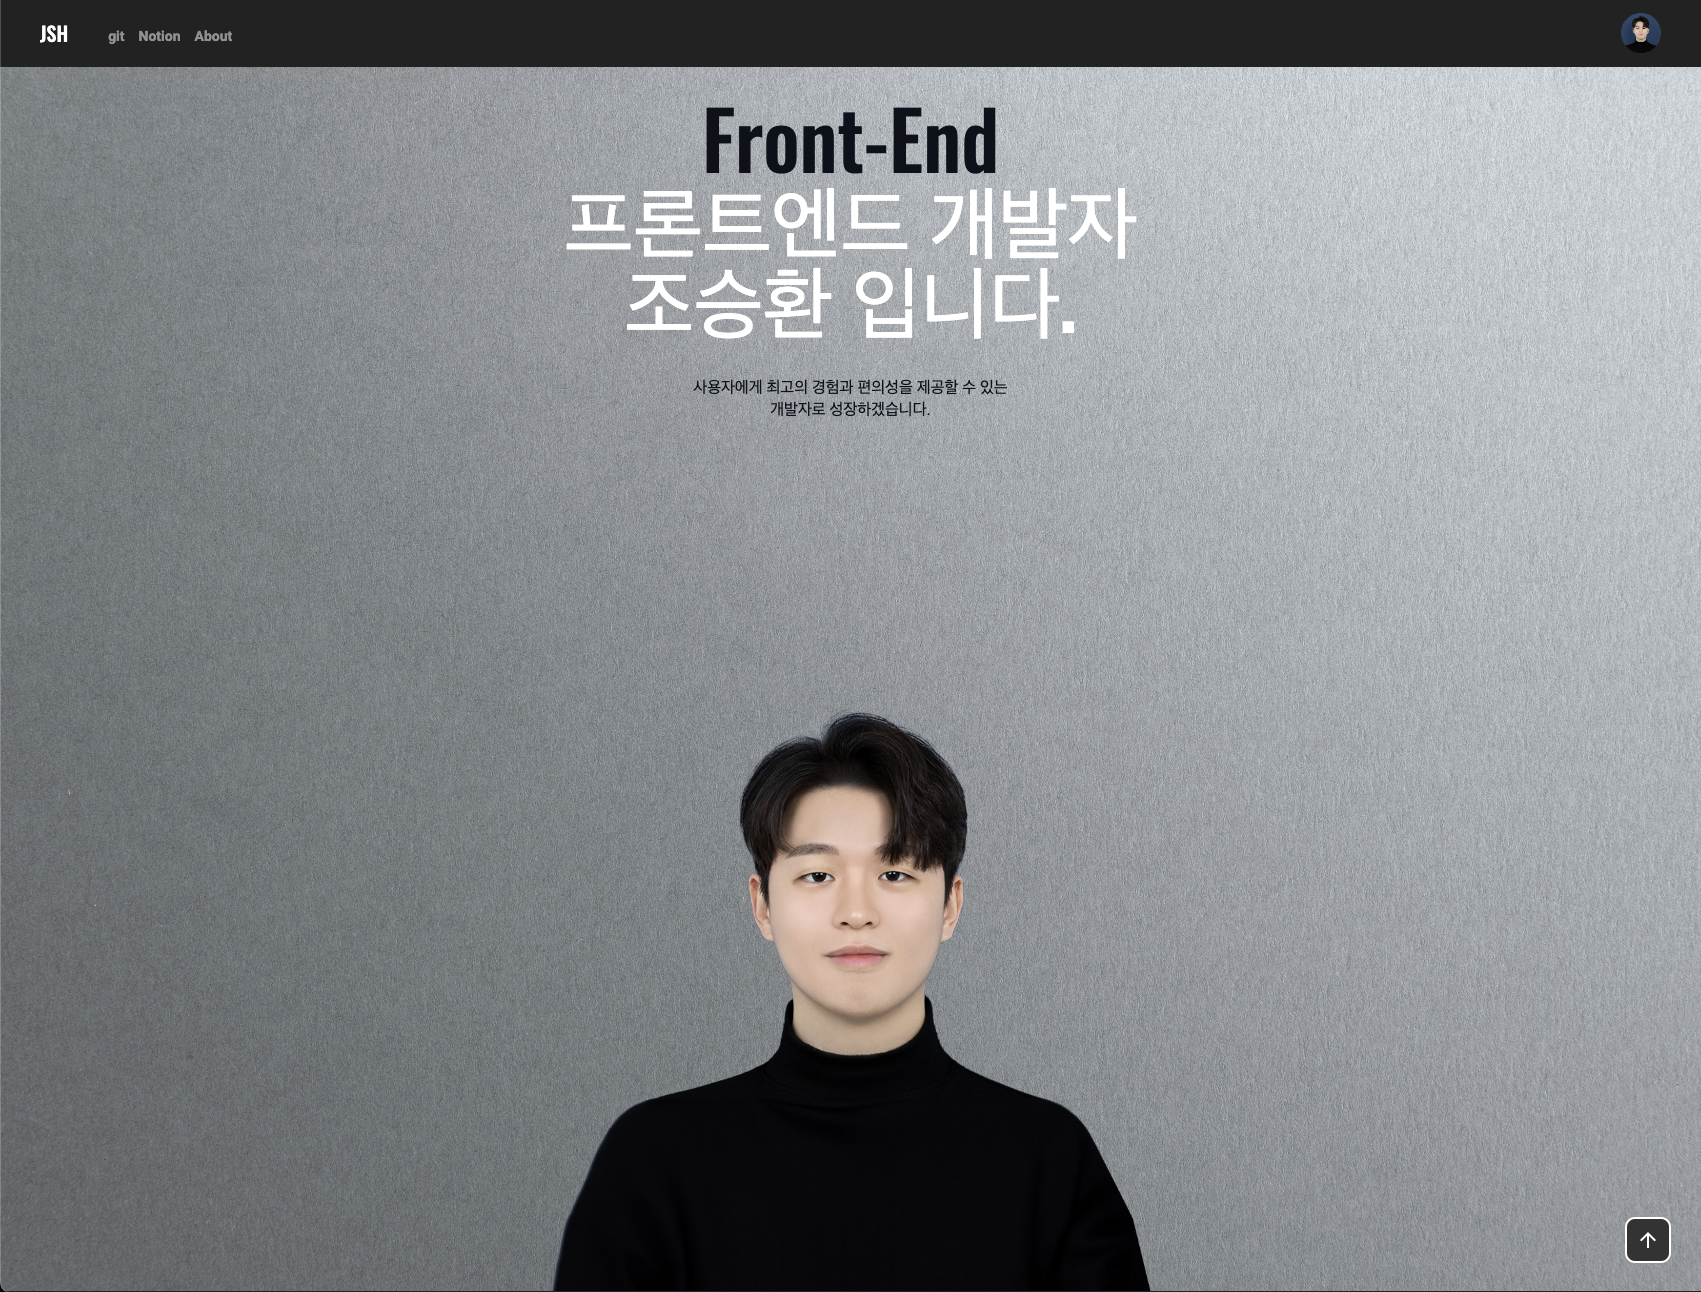 JSH git Notion About
Front-End
프론트엔드 개발자
조승환 입니다.
사용자에게 최고의 경험과 편의성을 제공할 수 있는
개발자로 성장하겠습니다.